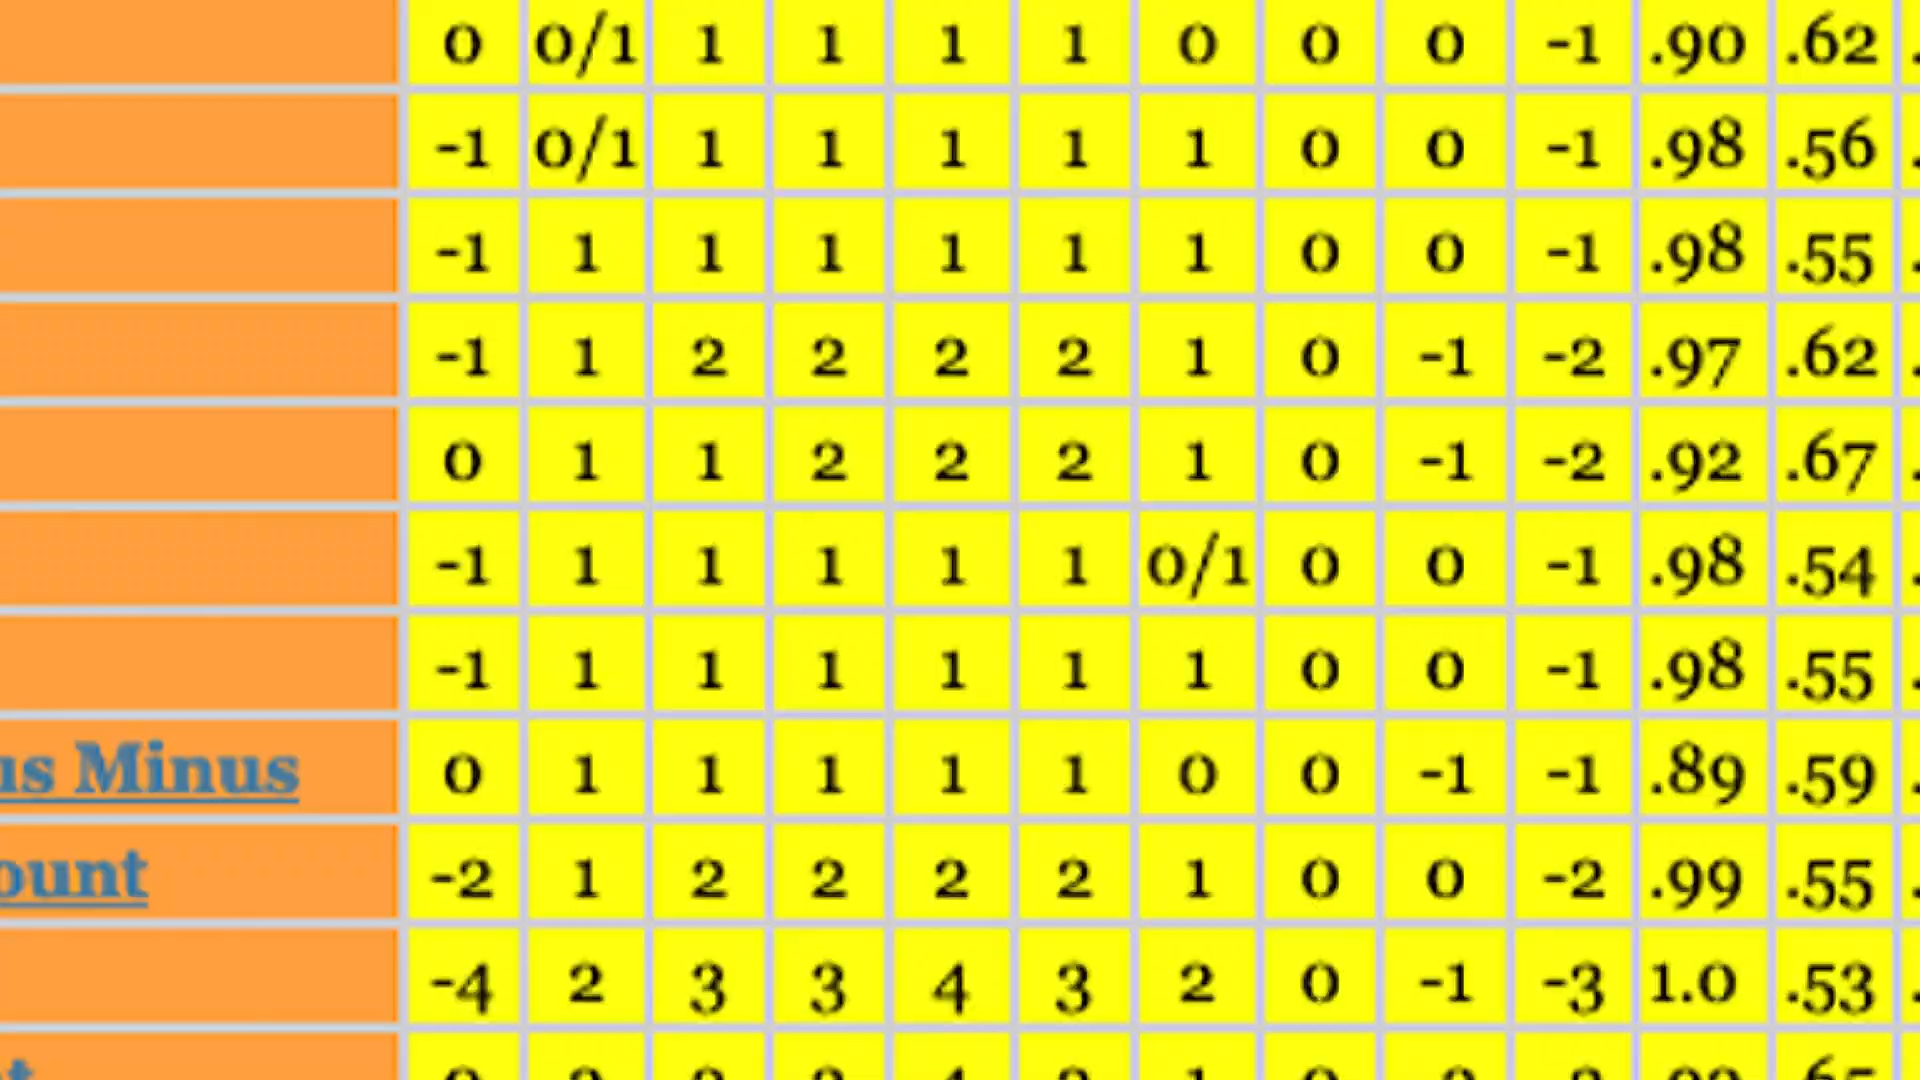 0 0/1 1 1 1 1 0 0 0 -1 .90 .62
-1 0/1 1 1 1 1 1 0 0 -1 .98 .56
-1 1 1 1 1 1 1 0 0 -1 .98 .55
-1 1 2 2 2 2 1 0 -1 -2 .97 .62
0 1 1 2 2 2 1 0 -1 -2 .92 .67
-1 1 1 1 1 1 0/1 0 0 -1 .98 .54
-1 1 1 1 1 1 1 0 0 -1 .98 .55
us Minus 0 1 1 1 1 1 0 0 -1 -1 .89 .59
ount -2 1 2 2 2 2 1 0 0 -2 .99 .55
-4 2 3 3 4 3 2 0 -1 -3 1.0 .53